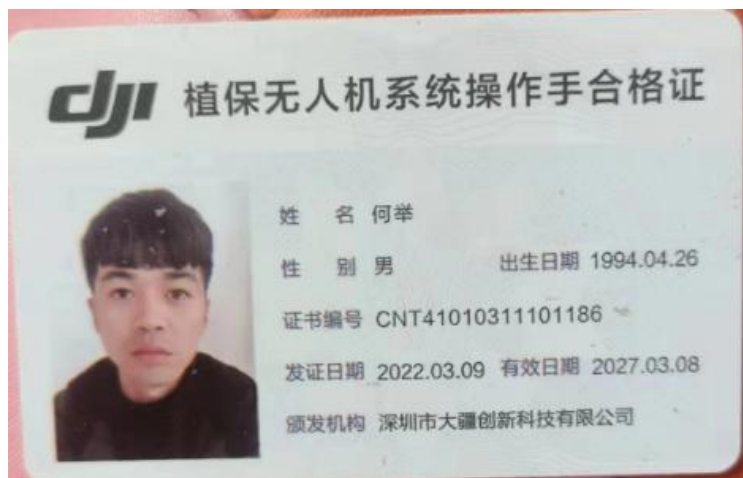 dji 植保无人机系统操作手合格证
姓 名 何举
性 别 男 出生日期 1994.04.26
证书编号 CNT41010311101186
发证日期 2022.03.09 有效日期 2027.03.08
颁发机构 深圳市大疆创新科技有限公司